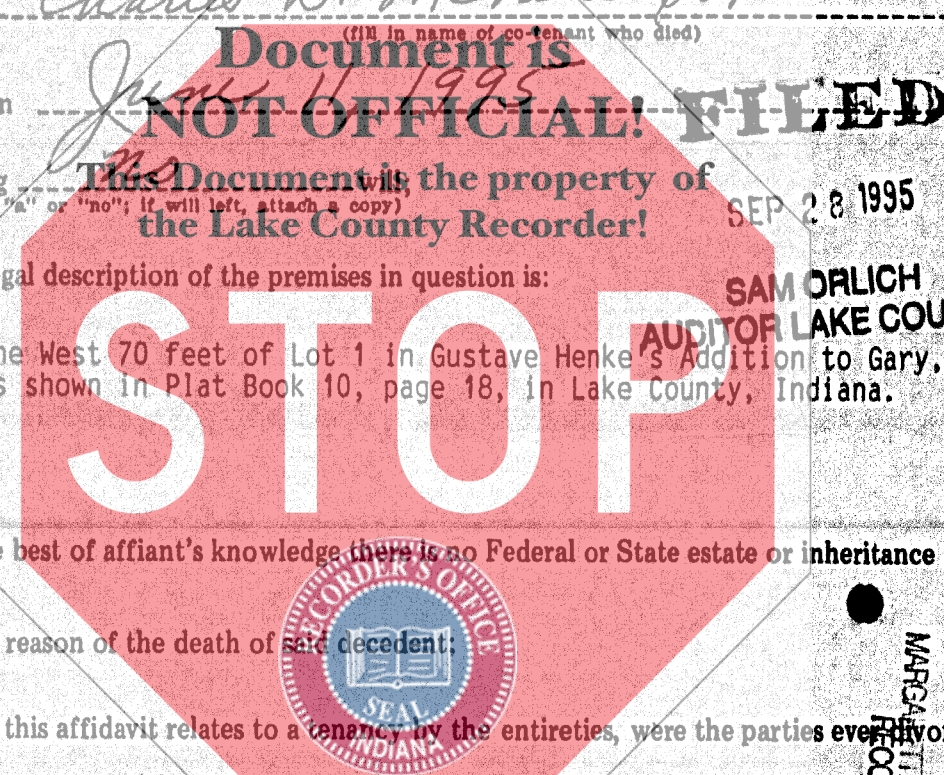 Charles
(fill in name of co-tenant who died)
Document is
June 11, 1995
NOT OFFICIAL!
FILED
no will,
This Document is the property of
"a" or "no"; if will left, attach a copy)
the Lake County Recorder!
SEP 28 1995
gal description of the premises in question is:
SAM ORLICH
AUDITOR LAKE COU
he West 70 feet of Lot 1 in Gustave Henke's Addition to Gary,
s shown in Plat Book 10, page 18, in Lake County, Indiana.
STOP
e best of affiant's knowledge there is no Federal or State estate or inheritance
reason of the death of said decedent;
RECORDER'S OFFICE
SEAL
INDIANA
this affidavit relates to a tenancy by the entireties, were the parties ever divor